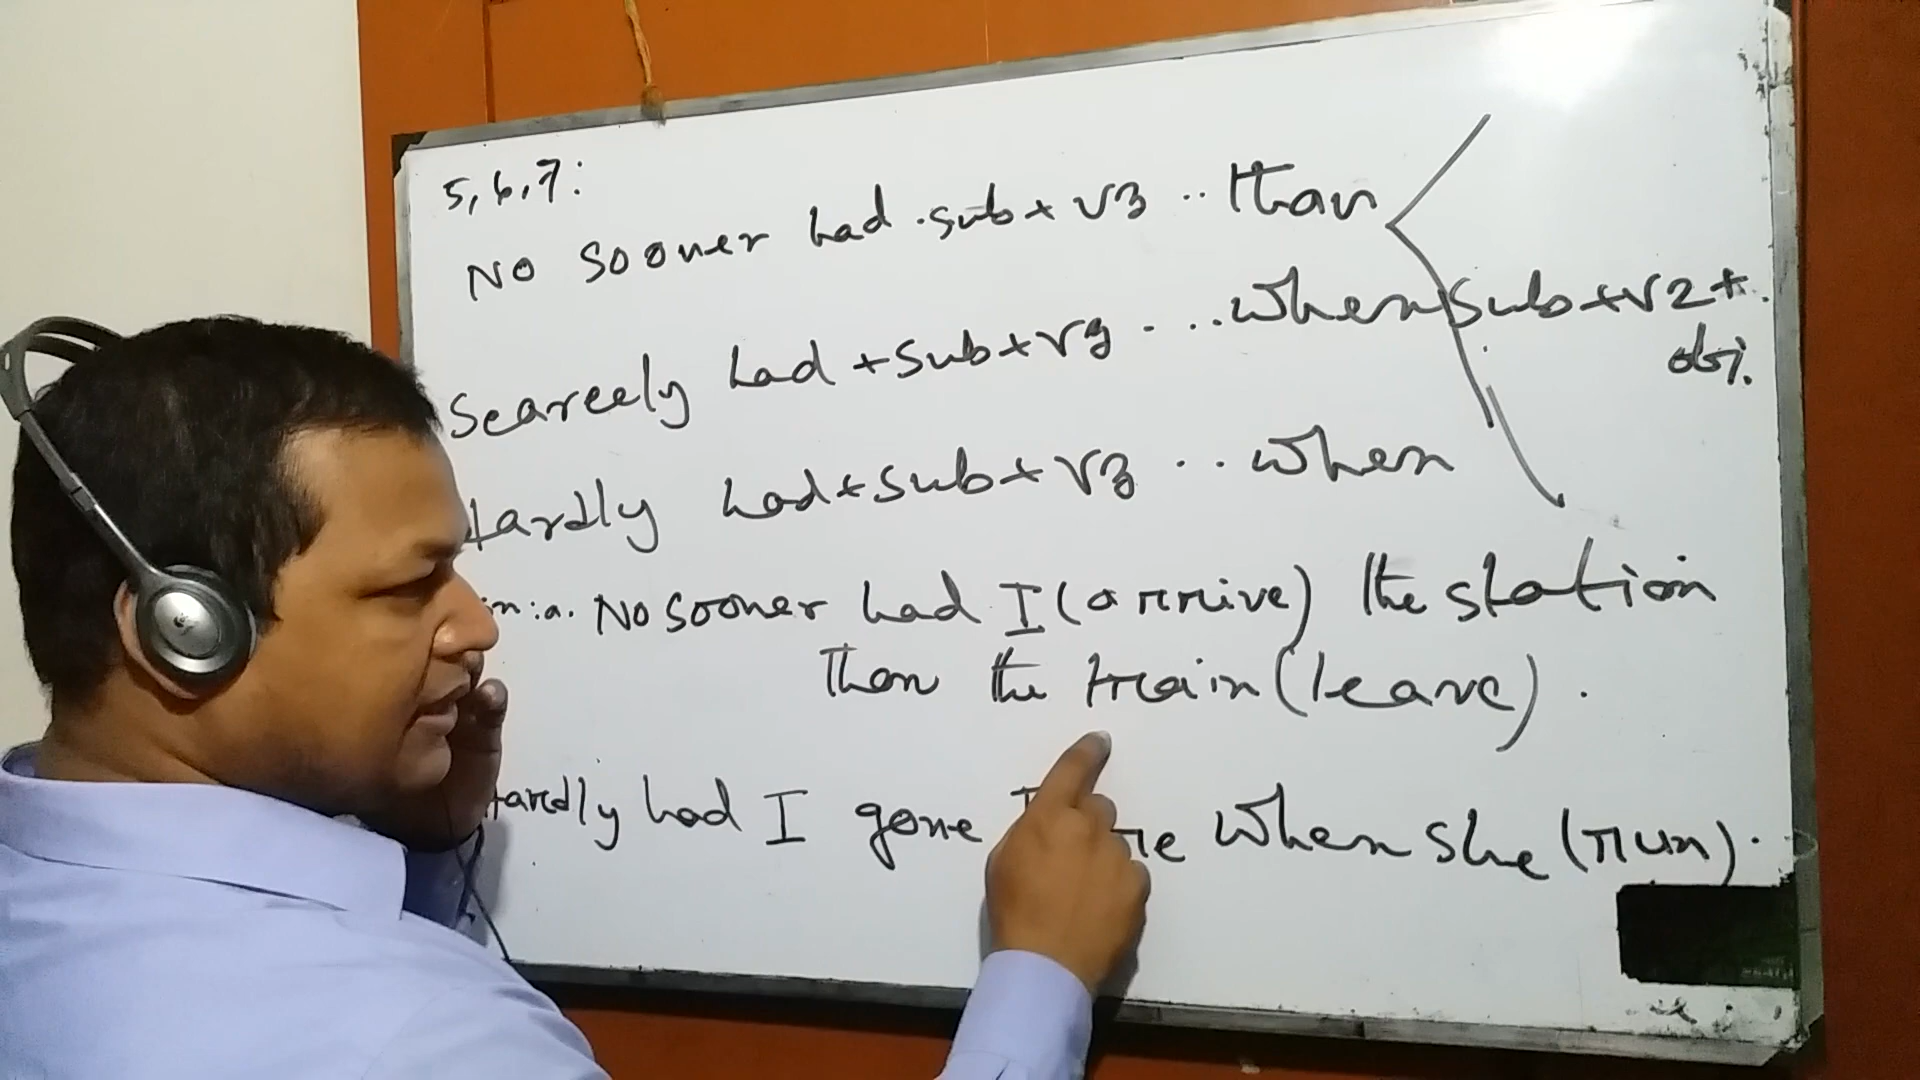 5,6,7:
No sooner had .sub+ V3 .. than
Scarcely had +sub+V3 ....when sub+V2+.
obj.
Hardly had+sub+V3 .. when
:a. No sooner had I (arrive) the station
than the train (leave).
Hardly had I gone when she (run).